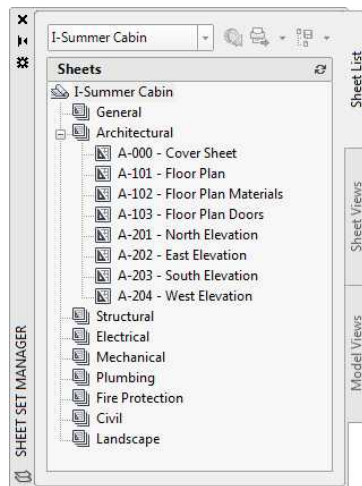 I-Summer Cabin
Sheets
I-Summer Cabin
General
Architectural
A-000 - Cover Sheet
A-101 - Floor Plan
A-102 - Floor Plan Materials
A-103 - Floor Plan Doors
A-201 - North Elevation
A-202 - East Elevation
A-203 - South Elevation
A-204 - West Elevation
Structural
Electrical
Mechanical
Plumbing
Fire Protection
Civil
Landscape
Sheet List
Sheet Views
Model Views
SHEET SET MANAGER